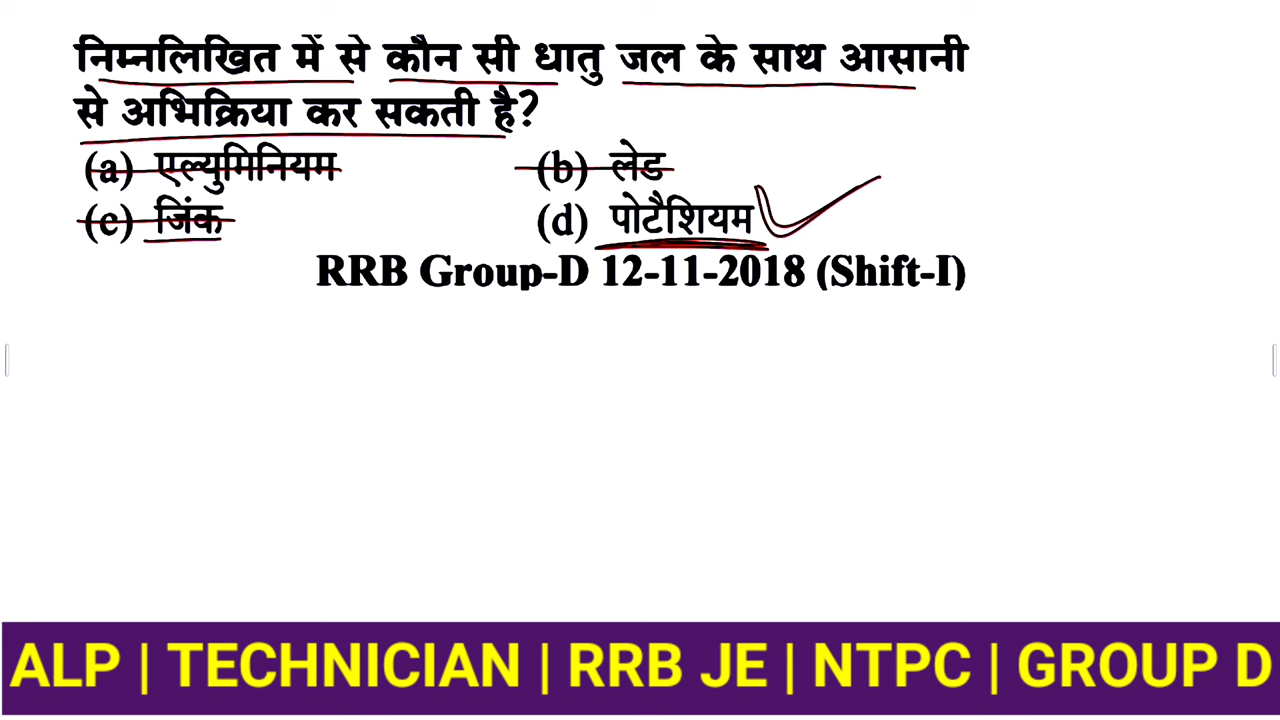 निम्नलिखित में से कौन सी धातु जल के साथ आसानी
से अभिक्रिया कर सकती है?
(a) एल्युमिनियम (b) लेड
(c) जिंक (d) पोटैशियम
RRB Group-D 12-11-2018 (Shift-I)
ALP | TECHNICIAN | RRB JE | NTPC | GROUP D